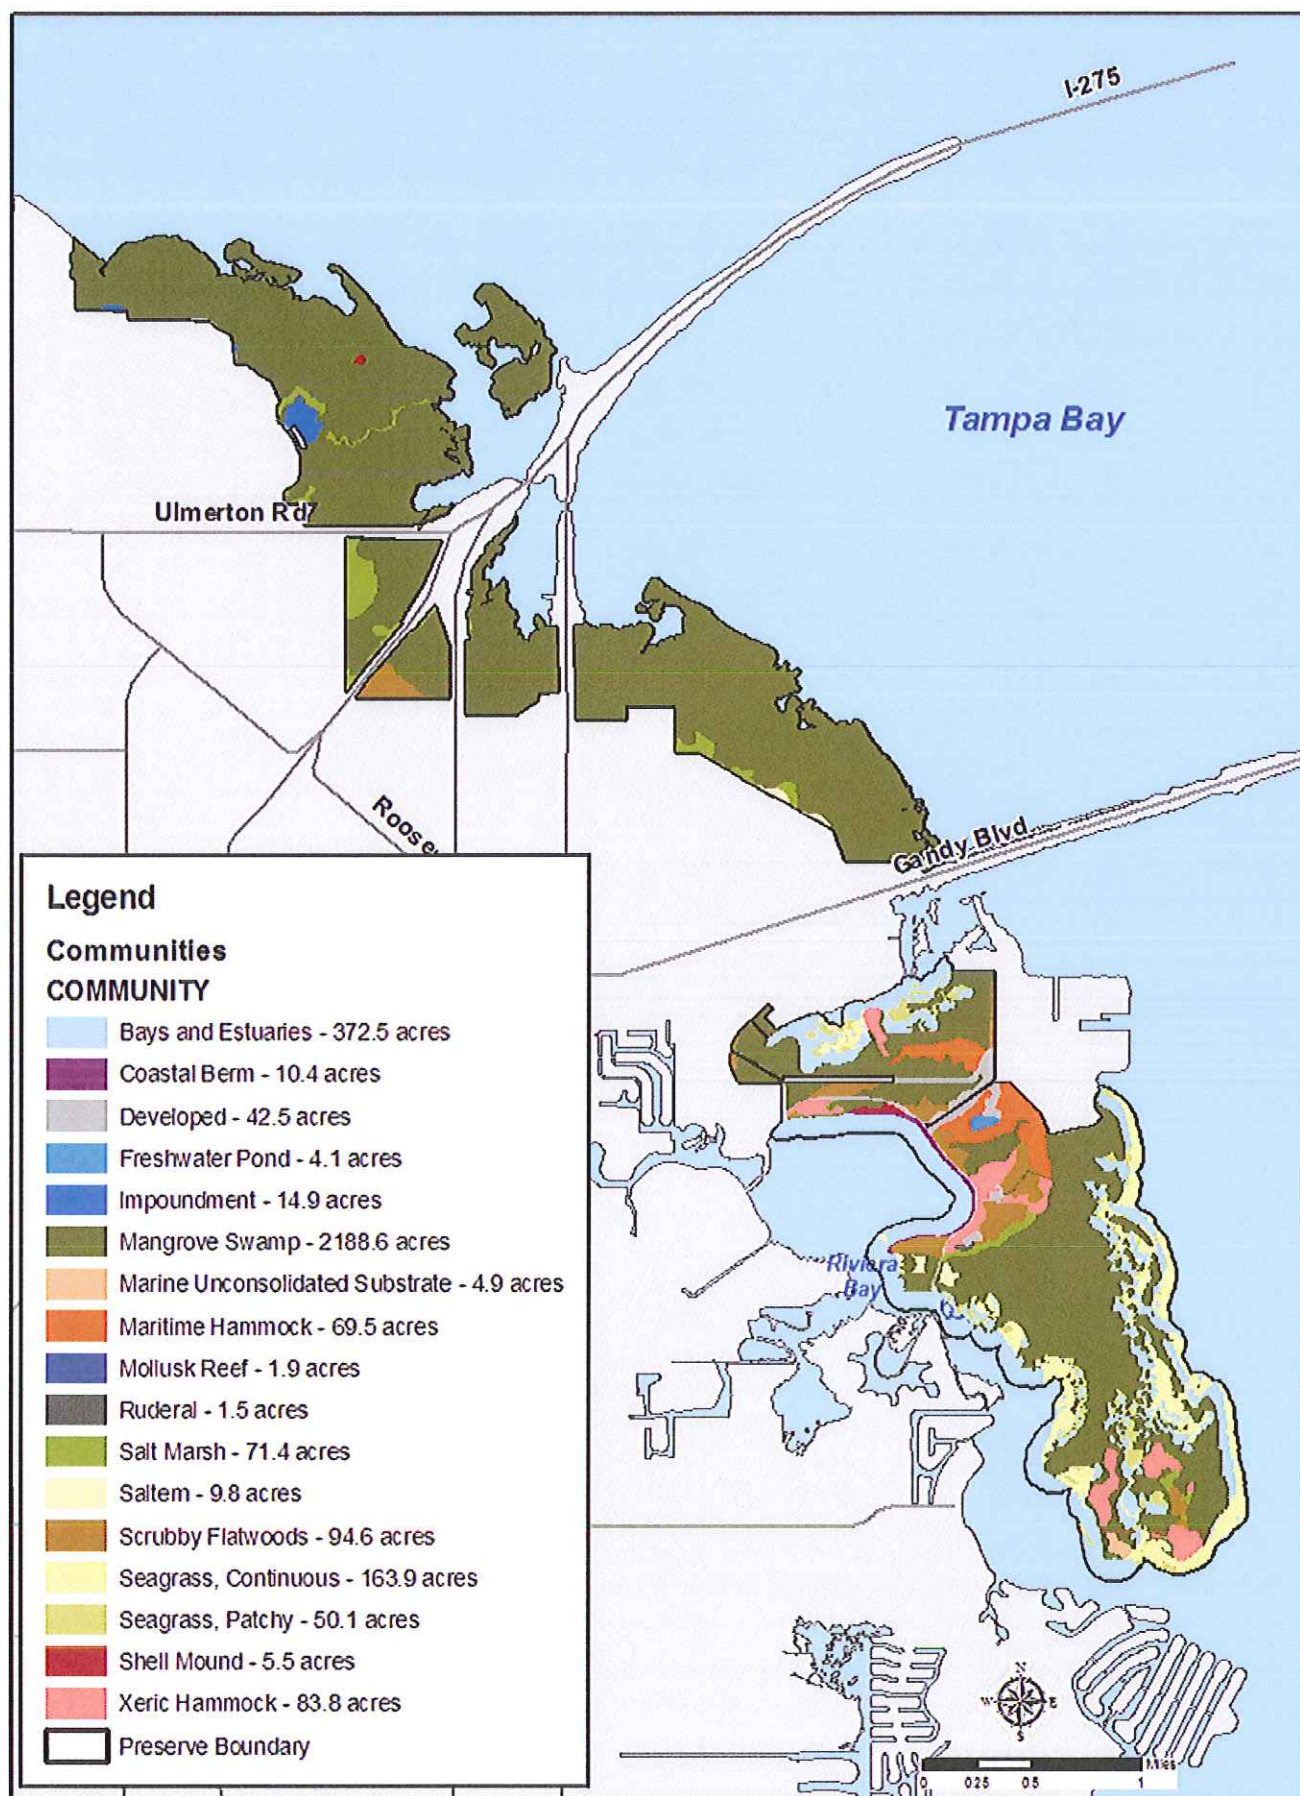 I-275
Tampa Bay
Ulmerton Rd
Roose
Gandy Blvd
Legend
Communities
COMMUNITY
Bays and Estuaries - 372.5 acres
Coastal Berm - 10.4 acres
Developed - 42.5 acres
Freshwater Pond - 4.1 acres
Impoundment - 14.9 acres
Mangrove Swamp - 2188.6 acres
Marine Unconsolidated Substrate - 4.9 acres
Maritime Hammock - 69.5 acres
Mollusk Reef - 1.9 acres
Ruderal - 1.5 acres
Salt Marsh - 71.4 acres
Saltern - 9.8 acres
Scrubby Flatwoods - 94.6 acres
Seagrass, Continuous - 163.9 acres
Seagrass, Patchy - 50.1 acres
Shell Mound - 5.5 acres
Xeric Hammock - 83.8 acres
Preserve Boundary
Riviera
Bay
N
W E
S
Miles
0 0.25 0.5 1